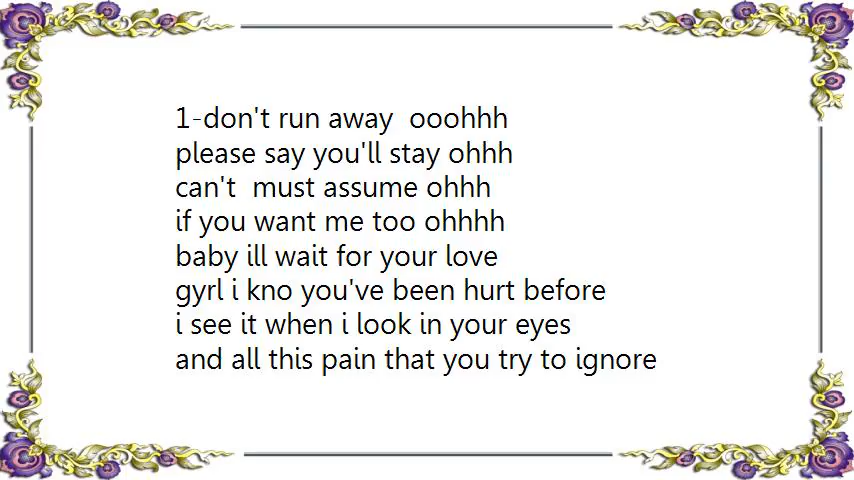 1-don't run away  ooohhh
please say you'll stay ohhh
can't  must assume ohhh
if you want me too ohhhh
baby ill wait for your love
gyrl i kno you've been hurt before
i see it when i look in your eyes
and all this pain that you try to ignore